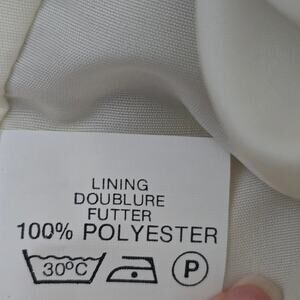 LINING
DOUBLURE
FUTTER
100% POLYESTER
30°C P